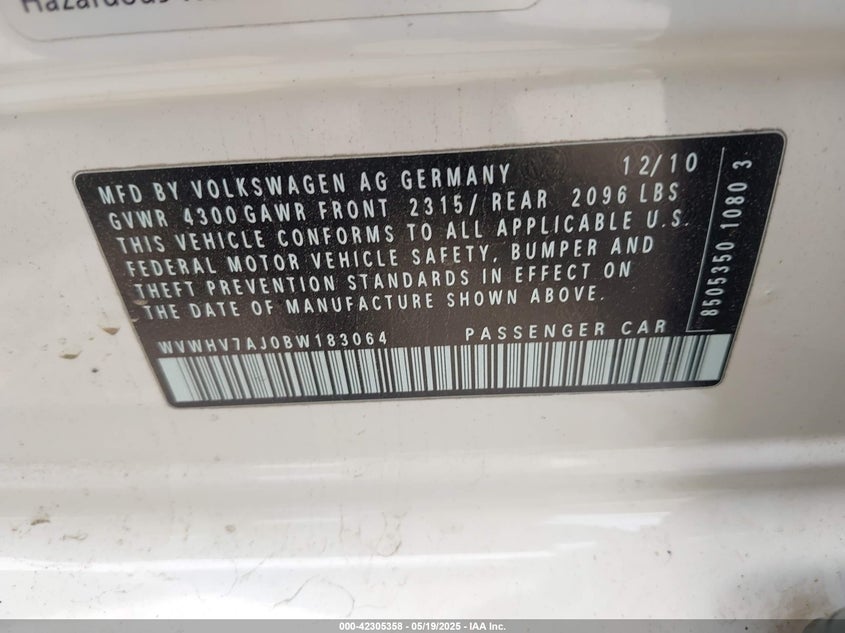 Hazardous
MFD BY VOLKSWAGEN AG GERMANY 12/10
GVWR 4300 GAWR FRONT 2315/ REAR 2096 LBS
THIS VEHICLE CONFORMS TO ALL APPLICABLE U.S.
FEDERAL MOTOR VEHICLE SAFETY, BUMPER AND
THEFT PREVENTION STANDARDS IN EFFECT ON
THE DATE OF MANUFACTURE SHOWN ABOVE.
WVWHV7AJ0BW183064 PASSENGER CAR
8505350 1080 3
000-42305358 - 05/19/2025 - IAA Inc.